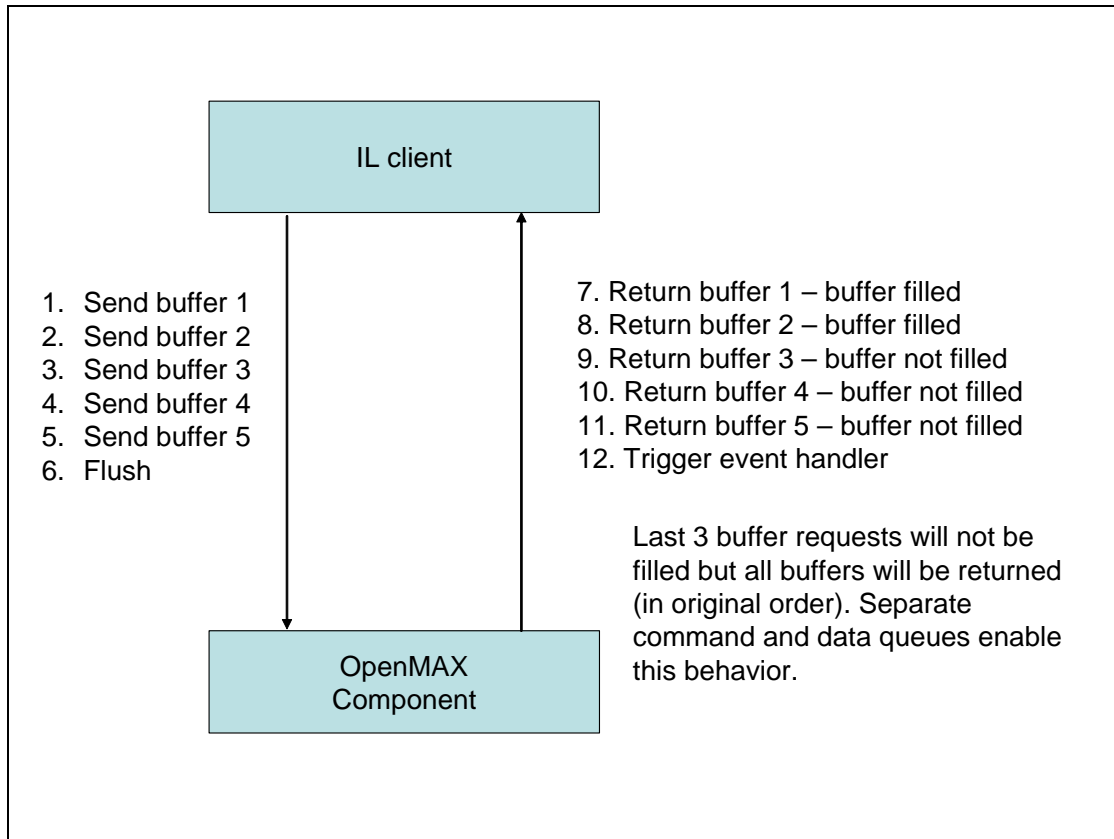 IL client
1. Send buffer 1
2. Send buffer 2
3. Send buffer 3
4. Send buffer 4
5. Send buffer 5
6. Flush
7. Return buffer 1 – buffer filled
8. Return buffer 2 – buffer filled
9. Return buffer 3 – buffer not filled
10. Return buffer 4 – buffer not filled
11. Return buffer 5 – buffer not filled
12. Trigger event handler
Last 3 buffer requests will not be
filled but all buffers will be returned
(in original order). Separate
command and data queues enable
this behavior.
OpenMAX
Component